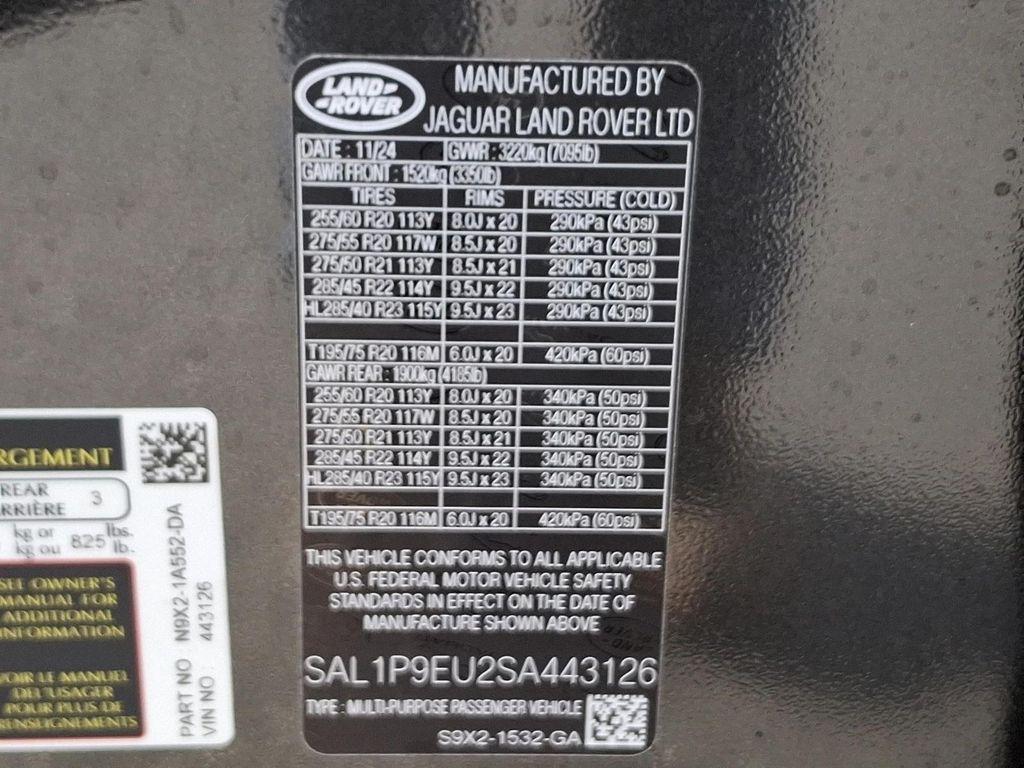 LAND
ROVER
MANUFACTURED BY
JAGUAR LAND ROVER LTD
DATE : 11/24 GVWR : 3220kg (7095lb)
GAWR FRONT : 1520kg (3350lb)
TIRES RIMS PRESSURE (COLD)
255/60 R20 113Y 8.0J x 20 290kPa (43psi)
275/55 R20 117W 8.5J x 20 290kPa (43psi)
275/50 R21 113Y 8.5J x 21 290kPa (43psi)
285/45 R22 114Y 9.5J x 22 290kPa (43psi)
HL285/40 R23 115Y 9.5J x 23 290kPa (43psi)
T195/75 R20 116M 6.0J x 20 420kPa (60psi)
GAWR REAR : 1900kg (4185lb)
255/60 R20 113Y 8.0J x 20 340kPa (50psi)
275/55 R20 117W 8.5J x 20 340kPa (50psi)
275/50 R21 113Y 8.5J x 21 340kPa (50psi)
285/45 R22 114Y 9.5J x 22 340kPa (50psi)
HL285/40 R23 115Y 9.5J x 23 340kPa (50psi)
T195/75 R20 116M 6.0J x 20 420kPa (60psi)
THIS VEHICLE CONFORMS TO ALL APPLICABLE
U.S. FEDERAL MOTOR VEHICLE SAFETY
STANDARDS IN EFFECT ON THE DATE OF
MANUFACTURE SHOWN ABOVE
SAL1P9EU2SA443126
TYPE : MULTI-PURPOSE PASSENGER VEHICLE
S9X2-1532-GA
RGEMENT
REAR
RRIÈRE 3
kg or lbs.
kg ou 825 lb.
SEE OWNER'S
MANUAL FOR
ADDITIONAL
INFORMATION
VOIR LE MANUEL
DEL'USAGER
POUR PLUS DE
RENSEIGNEMENTS
PART NO : N9X2-1A552-DA
VIN NO : 443126